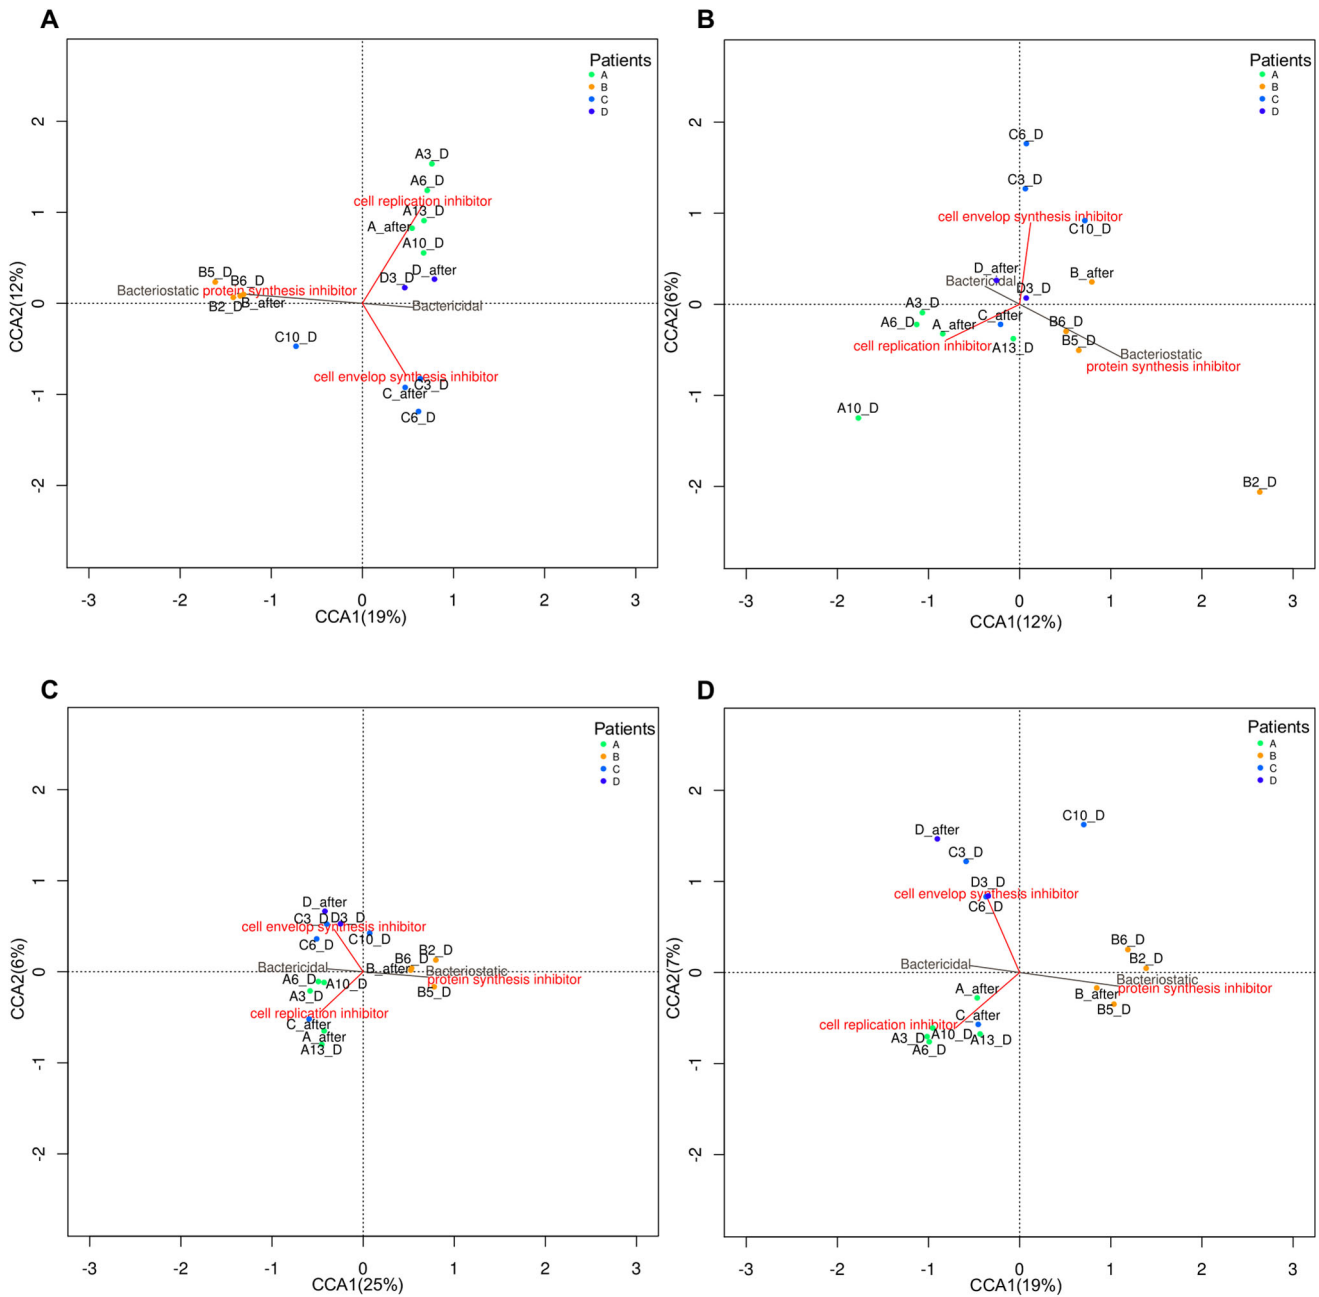 A
Patients
A
B
C
D
CCA2(12%)
2
1
0
-1
-2
A3_D
A6_D
cell replication inhibitor
A13_D
A_after
A10_D
D_after
D3_D
B5_D
B6_D
Bacteriostatic protein synthesis inhibitor
B2_D
B_after
Bactericidal
C10_D
cell envelop synthesis inhibitor
C3_D
C_after
C6_D
-3 -2 -1 0 1 2 3
CCA1(19%)
B
Patients
A
B
C
D
CCA2(6%)
2
1
0
-1
-2
C6_D
C3_D
cell envelop synthesis inhibitor
C10_D
D_after
B_after
Bactericidal
D3_D
A3_D
C_after
A6_D
A_after
B6_D
B5_D
cell replication inhibitor
A13_D
Bacteriostatic
protein synthesis inhibitor
A10_D
B2_D
-3 -2 -1 0 1 2 3
CCA1(12%)
C
Patients
A
B
C
D
CCA2(6%)
2
1
0
-1
-2
D_after
C3_D
D3_D
cell envelop synthesis inhibitor
C10_D
C6_D
B2_D
B6_D
Bactericidal
B_after
Bacteriostatic
A6_D
A10_D
protein synthesis inhibitor
B5_D
A3_D
cell replication inhibitor
C_after
A_after
A13_D
-3 -2 -1 0 1 2 3
CCA1(25%)
D
Patients
A
B
C
D
CCA2(7%)
2
1
0
-1
-2
C10_D
D_after
C3_D
D3_D
cell envelop synthesis inhibitor
C6_D
B6_D
B2_D
Bactericidal
Bacteriostatic
A_after
B_after
protein synthesis inhibitor
B5_D
C_after
cell replication inhibitor
A3_D
A10_D
A13_D
A6_D
-3 -2 -1 0 1 2 3
CCA1(19%)